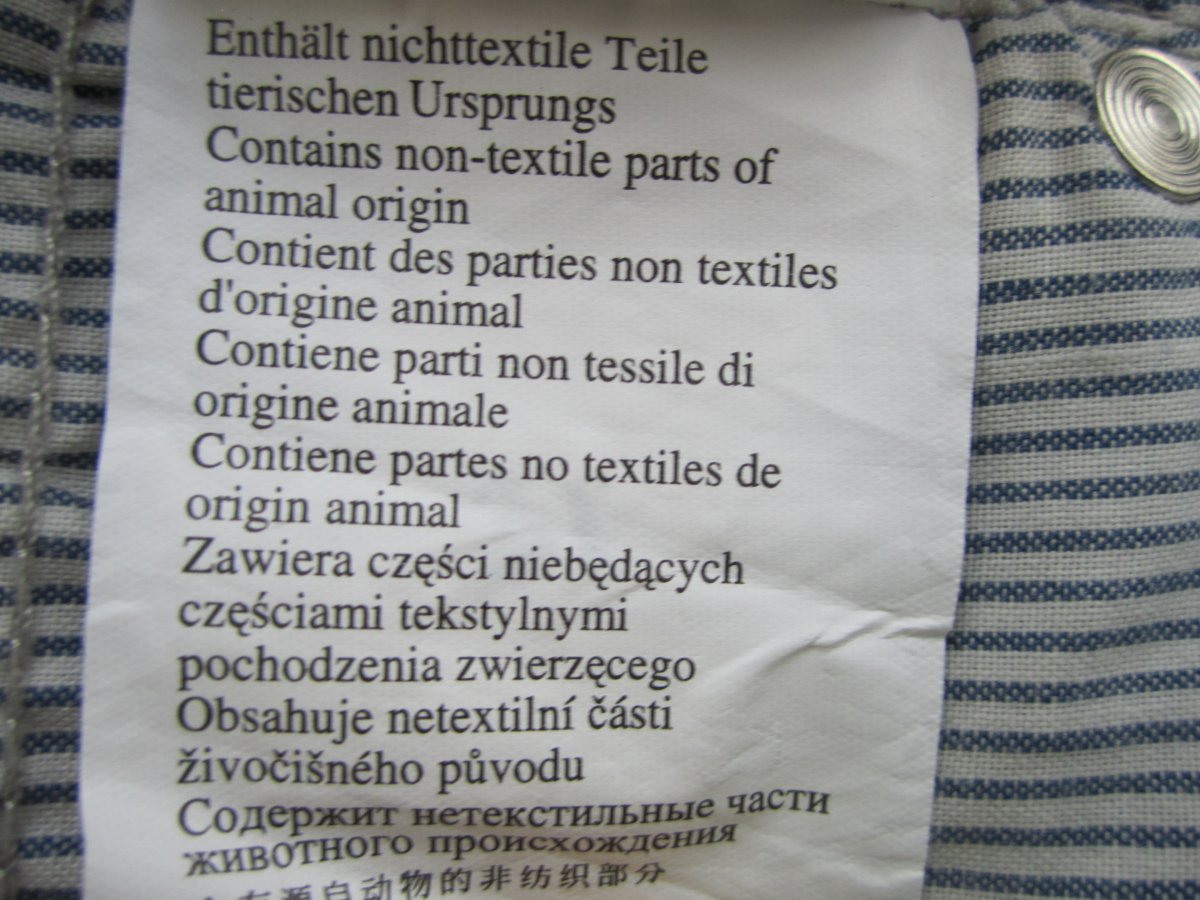 Enthält nichttextile Teile
tierischen Ursprungs
Contains non-textile parts of
animal origin
Contient des parties non textiles
d'origine animal
Contiene parti non tessile di
origine animale
Contiene partes no textiles de
origin animal
Zawiera części niebędących
częściami tekstylnymi
pochodzenia zwierzęcego
Obsahuje netextilní části
živočišného původu
Содержит нетекстильные части
животного происхождения
源自动物的非纺织部分